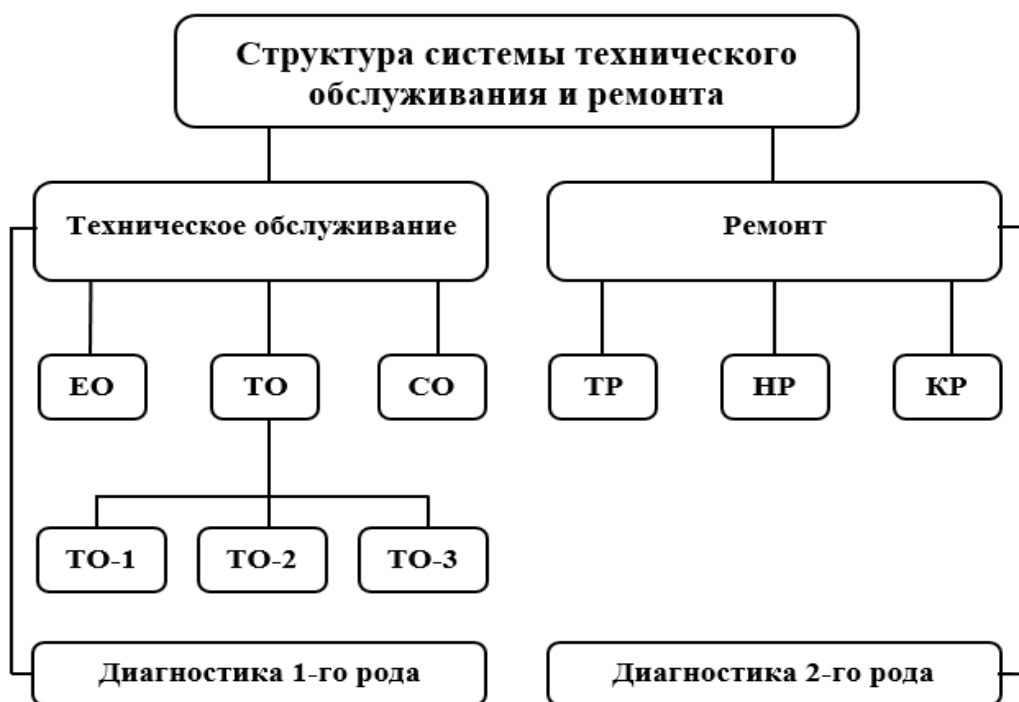 Структура системы технического
обслуживания и ремонта
Техническое обслуживание
Ремонт
ЕО
ТО
СО
ТР
НР
КР
ТО-1
ТО-2
ТО-3
Диагностика 1-го рода
Диагностика 2-го рода